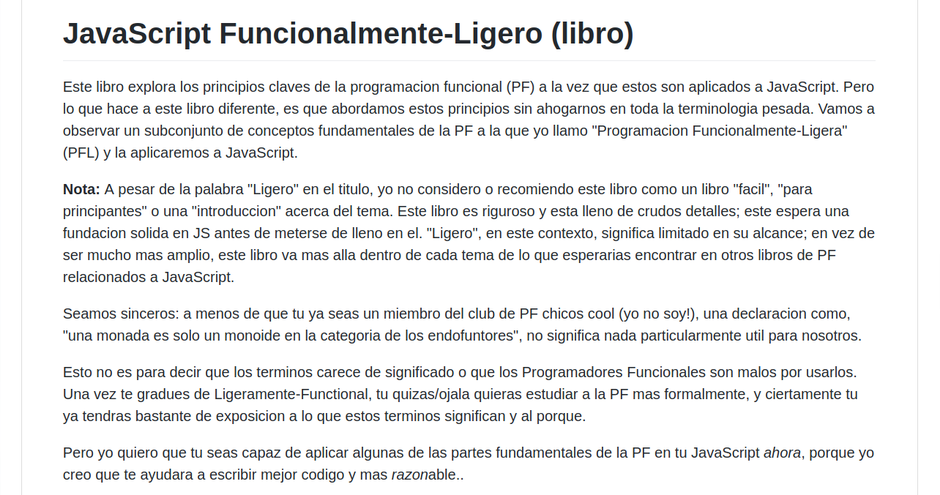 JavaScript Funcionalmente-Ligero (libro)
Este libro explora los principios claves de la programacion funcional (PF) a la vez que estos son aplicados a JavaScript. Pero
lo que hace a este libro diferente, es que abordamos estos principios sin ahogarnos en toda la terminologia pesada. Vamos a
observar un subconjunto de conceptos fundamentales de la PF a la que yo llamo "Programacion Funcionalmente-Ligera"
(PFL) y la aplicaremos a JavaScript.
Nota: A pesar de la palabra "Ligero" en el titulo, yo no considero o recomiendo este libro como un libro "facil", "para
principantes" o una "introduccion" acerca del tema. Este libro es riguroso y esta lleno de crudos detalles; este espera una
fundacion solida en JS antes de meterse de lleno en el. "Ligero", en este contexto, significa limitado en su alcance; en vez de
ser mucho mas amplio, este libro va mas alla dentro de cada tema de lo que esperarias encontrar en otros libros de PF
relacionados a JavaScript.
Seamos sinceros: a menos de que tu ya seas un miembro del club de PF chicos cool (yo no soy!), una declaracion como,
"una monada es solo un monoide en la categoria de los endofuntores", no significa nada particularmente util para nosotros.
Esto no es para decir que los terminos carece de significado o que los Programadores Funcionales son malos por usarlos.
Una vez te gradues de Ligeramente-Functional, tu quizas/ojala quieras estudiar a la PF mas formalmente, y ciertamente tu
ya tendras bastante de exposicion a lo que estos terminos significan y al porque.
Pero yo quiero que tu seas capaz de aplicar algunas de las partes fundamentales de la PF en tu JavaScript ahora, porque yo
creo que te ayudara a escribir mejor codigo y mas razonable..